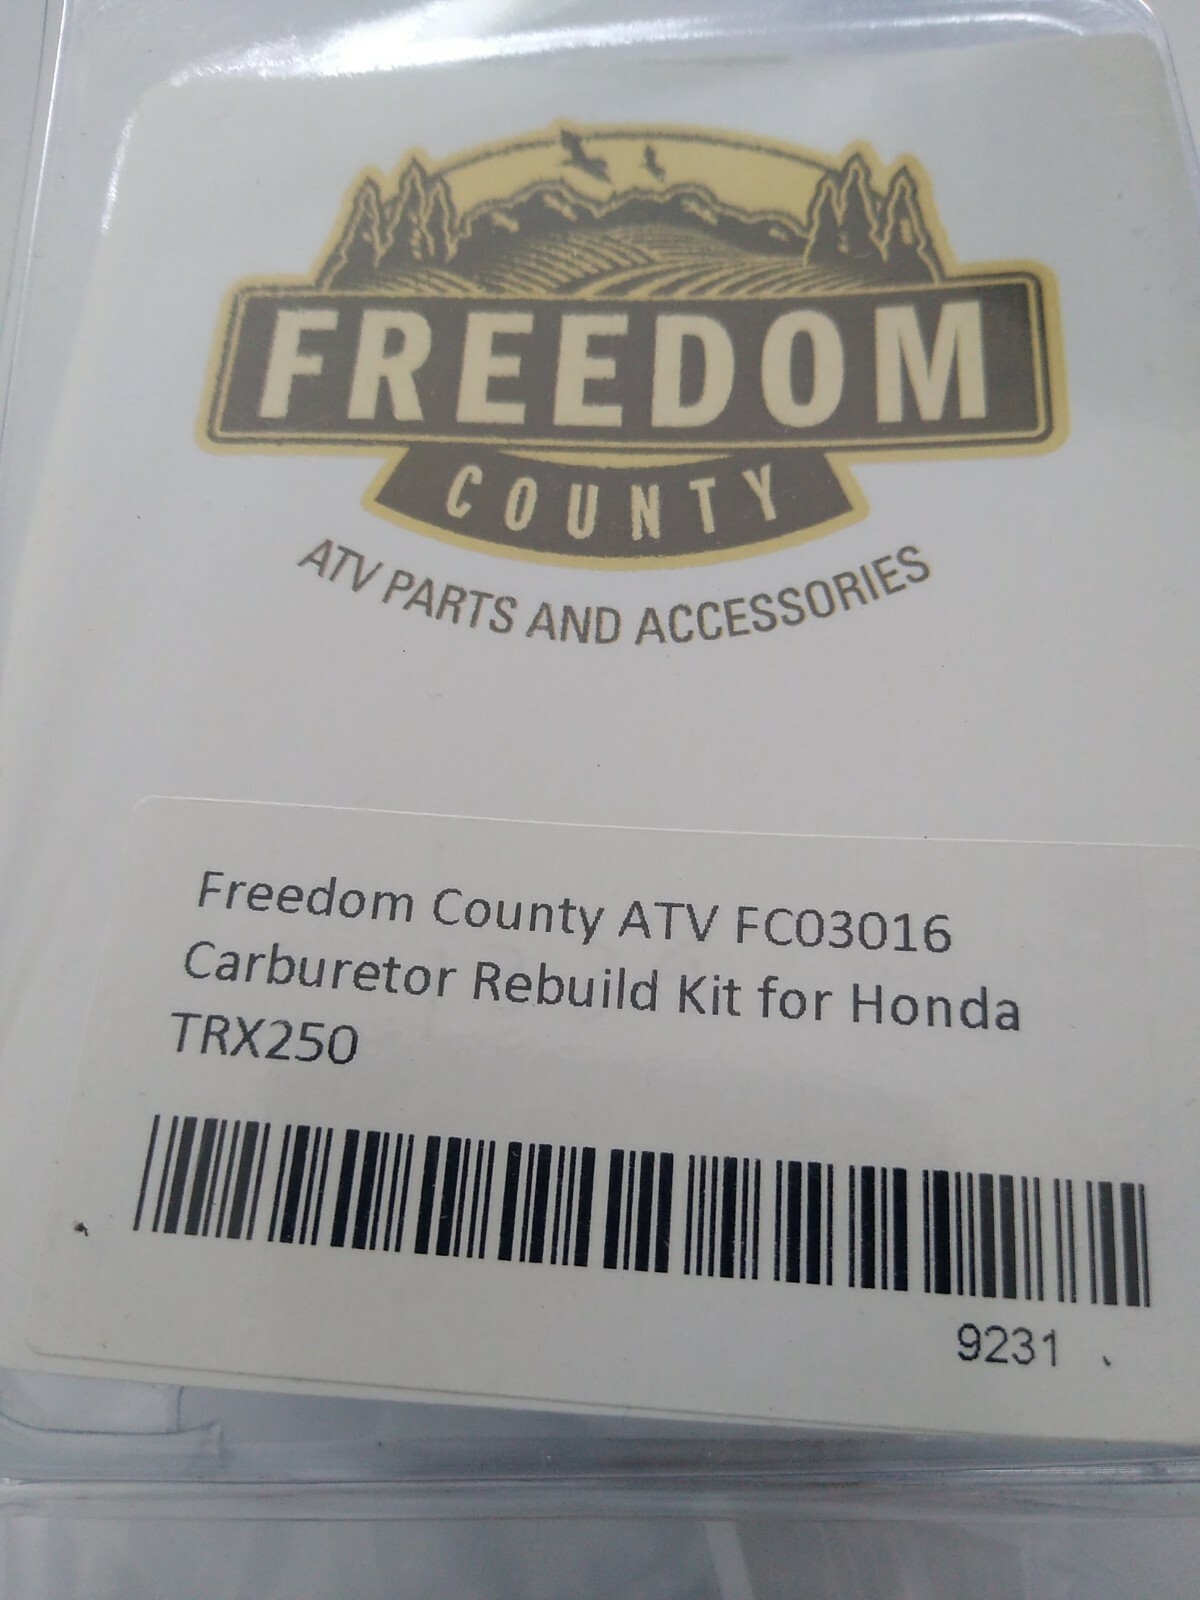 FREEDOM
COUNTY
ATV PARTS AND ACCESSORIES
Freedom County ATV FC03016
Carburetor Rebuild Kit for Honda
TRX250
9231